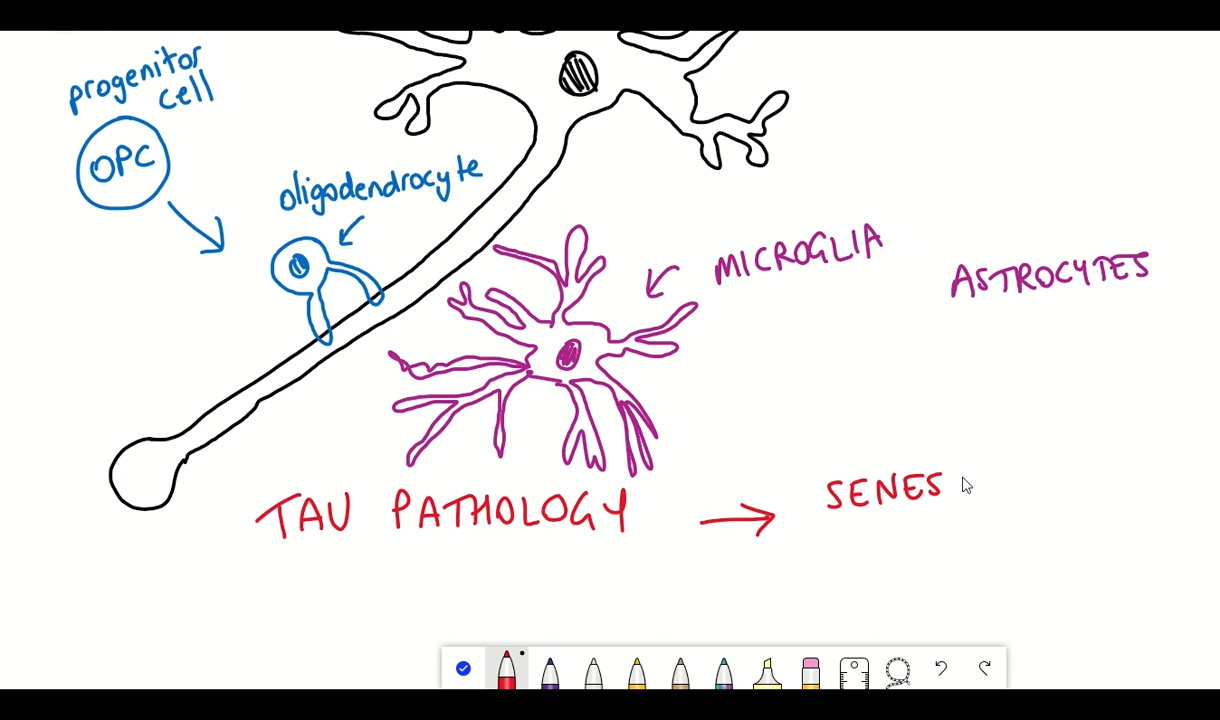 progenitor
cell
OPC
oligodendrocyte
MICROGLIA
ASTROCYTES
TAU PATHOLOGY → SENES